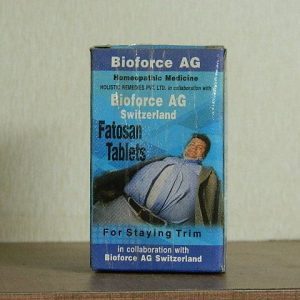 Bioforce AG
Homeopathic Medicine
HOLISTIC REMEDIES PVT. LTD. in collaboration with
Bioforce AG
Switzerland
Fatosan
Tablets
For Staying Trim
in collaboration with
Bioforce AG Switzerland